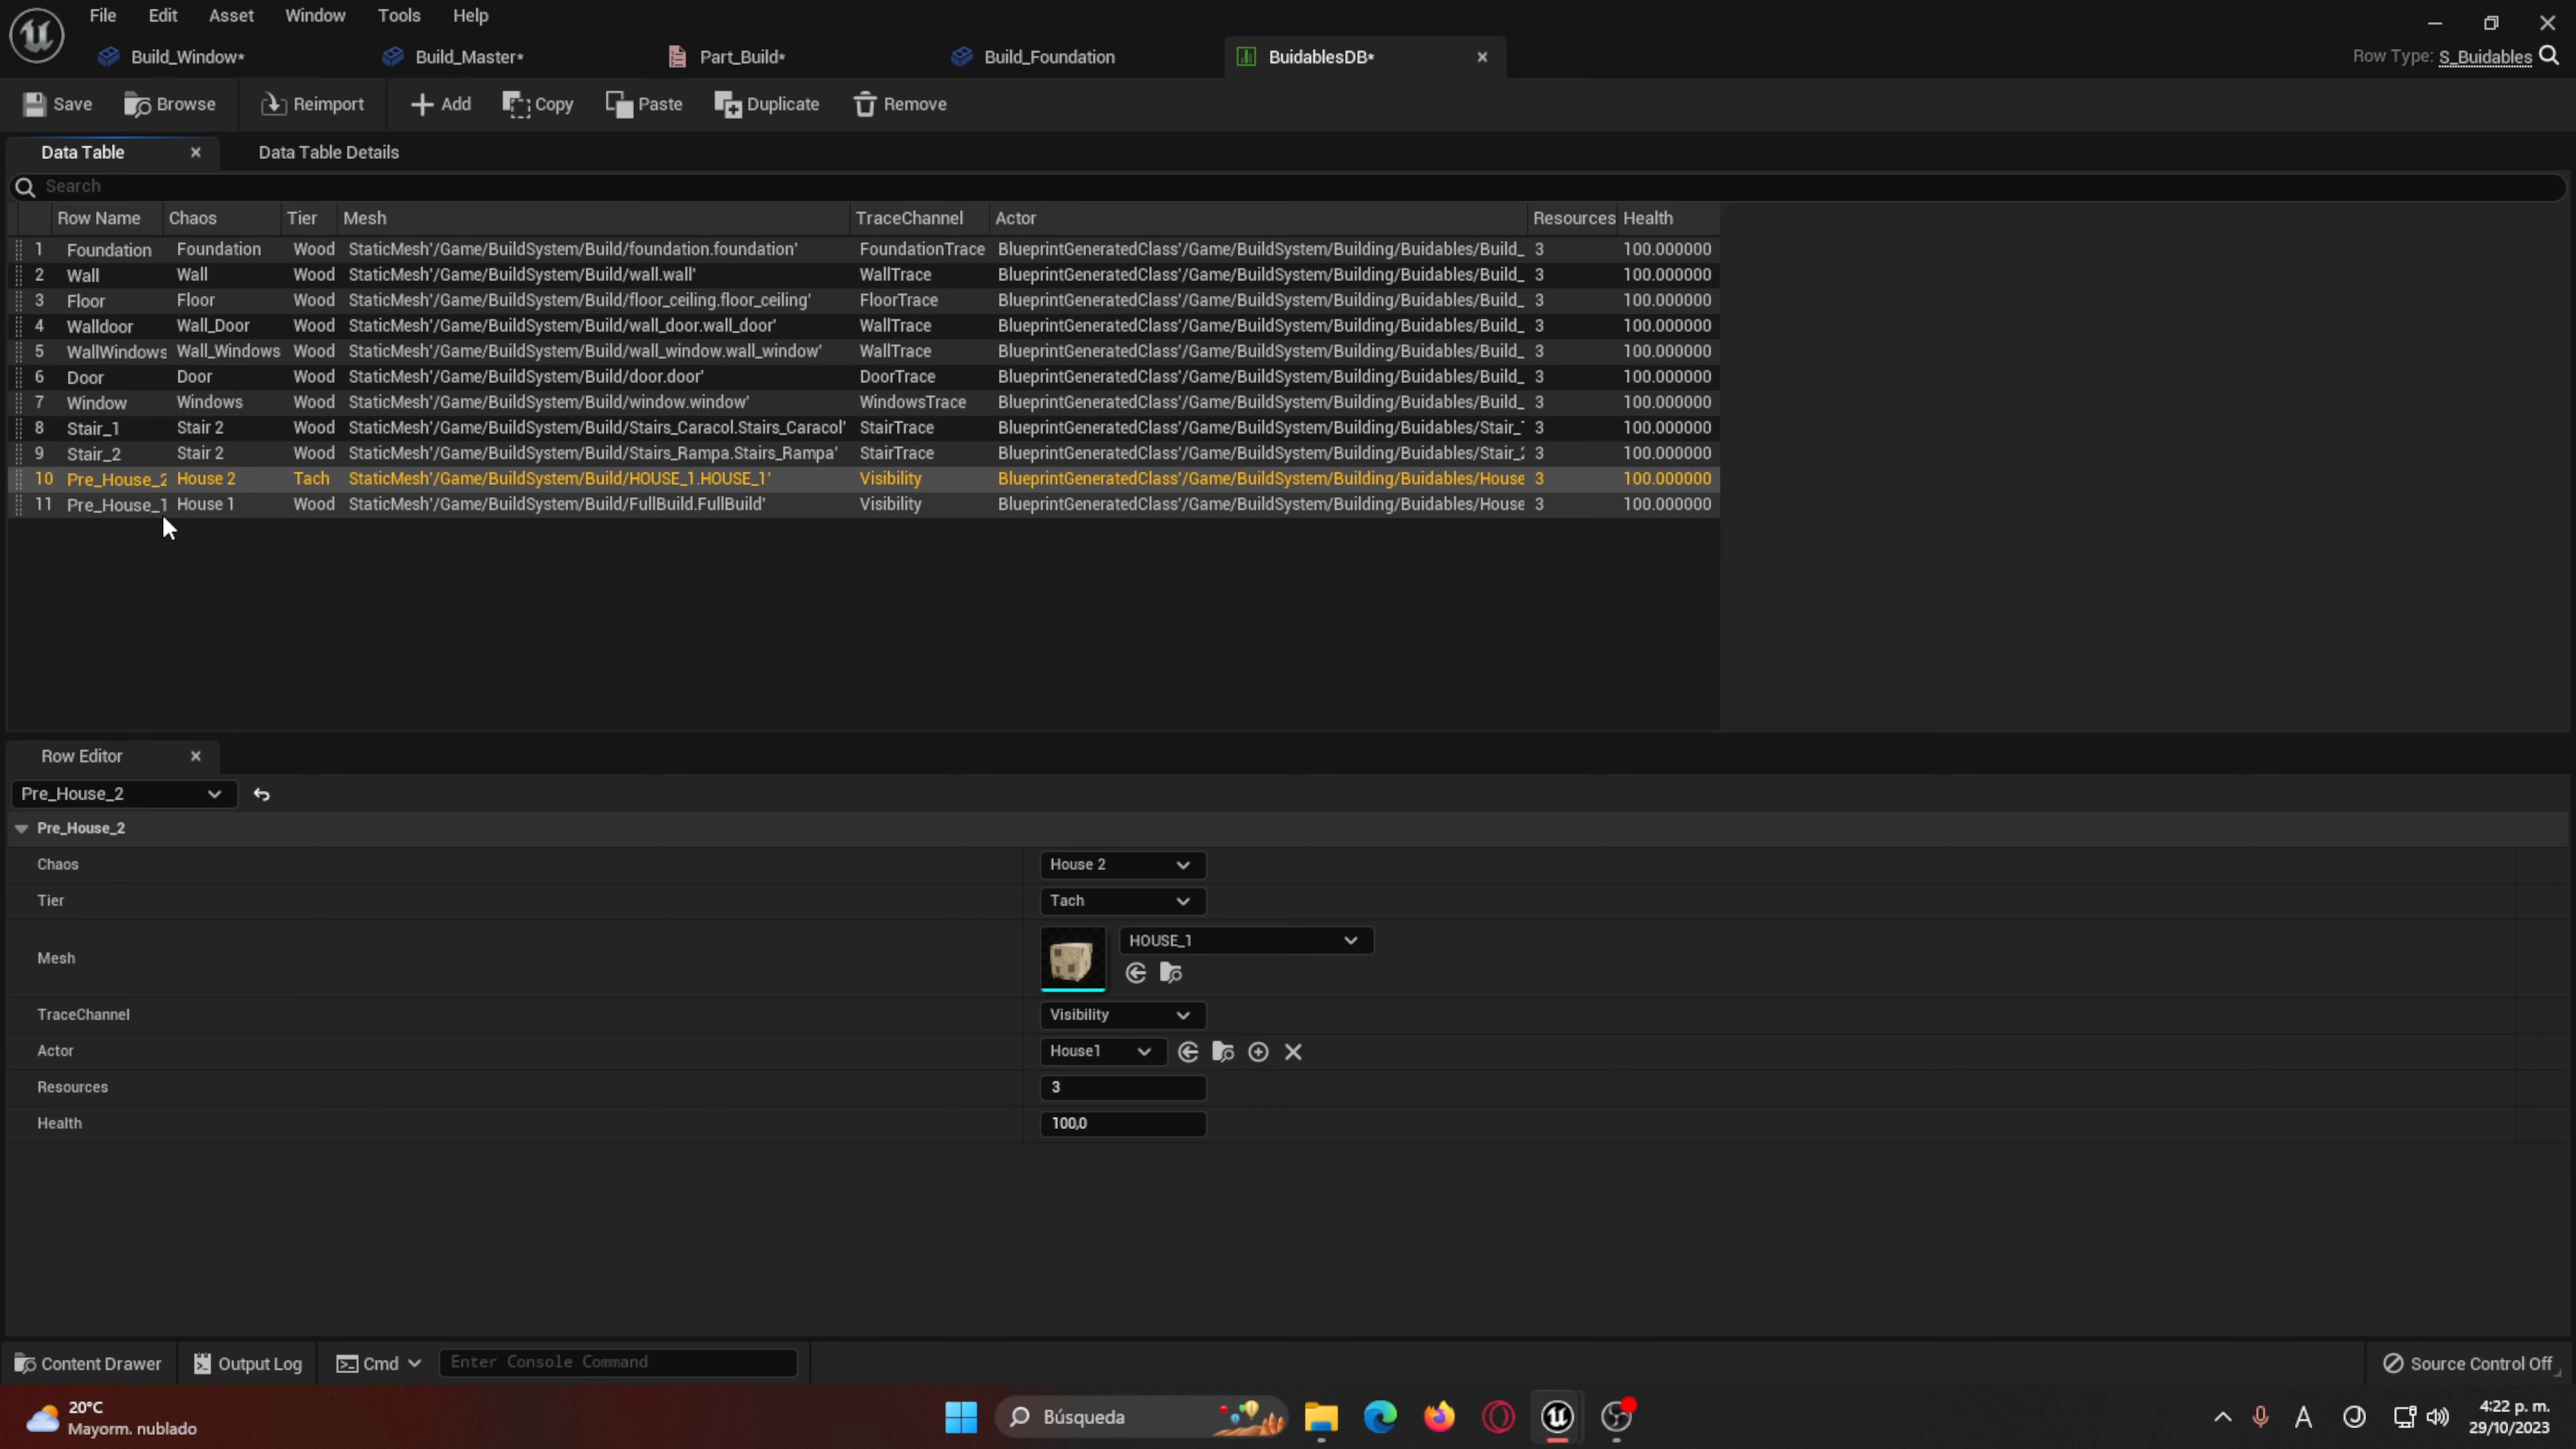 File Edit Asset Window Tools Help
Build_Window* Build_Master* Part_Build* Build_Foundation BuidablesDB* Row Type: S_Buidables
Save Browse Reimport Add Copy Paste Duplicate Remove
Data Table Data Table Details
Search
Row Name Chaos Tier Mesh TraceChannel Actor Resources Health
1 Foundation Foundation Wood StaticMesh'/Game/BuildSystem/Build/foundation.foundation' FoundationTrace BlueprintGeneratedClass'/Game/BuildSystem/Building/Buidables/Build_ 3 100.000000
2 Wall Wall Wood StaticMesh'/Game/BuildSystem/Build/wall.wall' WallTrace BlueprintGeneratedClass'/Game/BuildSystem/Building/Buidables/Build_ 3 100.000000
3 Floor Floor Wood StaticMesh'/Game/BuildSystem/Build/floor_ceiling.floor_ceiling' FloorTrace BlueprintGeneratedClass'/Game/BuildSystem/Building/Buidables/Build_ 3 100.000000
4 Walldoor Wall_Door Wood StaticMesh'/Game/BuildSystem/Build/wall_door.wall_door' WallTrace BlueprintGeneratedClass'/Game/BuildSystem/Building/Buidables/Build_ 3 100.000000
5 WallWindows Wall_Windows Wood StaticMesh'/Game/BuildSystem/Build/wall_window.wall_window' WallTrace BlueprintGeneratedClass'/Game/BuildSystem/Building/Buidables/Build_ 3 100.000000
6 Door Door Wood StaticMesh'/Game/BuildSystem/Build/door.door' DoorTrace BlueprintGeneratedClass'/Game/BuildSystem/Building/Buidables/Build_ 3 100.000000
7 Window Windows Wood StaticMesh'/Game/BuildSystem/Build/window.window' WindowsTrace BlueprintGeneratedClass'/Game/BuildSystem/Building/Buidables/Build_ 3 100.000000
8 Stair_1 Stair 2 Wood StaticMesh'/Game/BuildSystem/Build/Stairs_Caracol.Stairs_Caracol' StairTrace BlueprintGeneratedClass'/Game/BuildSystem/Building/Buidables/Stair_1 3 100.000000
9 Stair_2 Stair 2 Wood StaticMesh'/Game/BuildSystem/Build/Stairs_Rampa.Stairs_Rampa' StairTrace BlueprintGeneratedClass'/Game/BuildSystem/Building/Buidables/Stair_2 3 100.000000
10 Pre_House_2 House 2 Tach StaticMesh'/Game/BuildSystem/Build/HOUSE_1.HOUSE_1' Visibility BlueprintGeneratedClass'/Game/BuildSystem/Building/Buidables/House 3 100.000000
11 Pre_House_1 House 1 Wood StaticMesh'/Game/BuildSystem/Build/FullBuild.FullBuild' Visibility BlueprintGeneratedClass'/Game/BuildSystem/Building/Buidables/House 3 100.000000
Row Editor
Pre_House_2
Pre_House_2
Chaos House 2
Tier Tach
Mesh HOUSE_1
TraceChannel Visibility
Actor House1
Resources 3
Health 100,0
Content Drawer Output Log Cmd Enter Console Command Source Control Off
20°C
Mayorm. nublado
Búsqueda
A
4:22 p. m.
29/10/2023